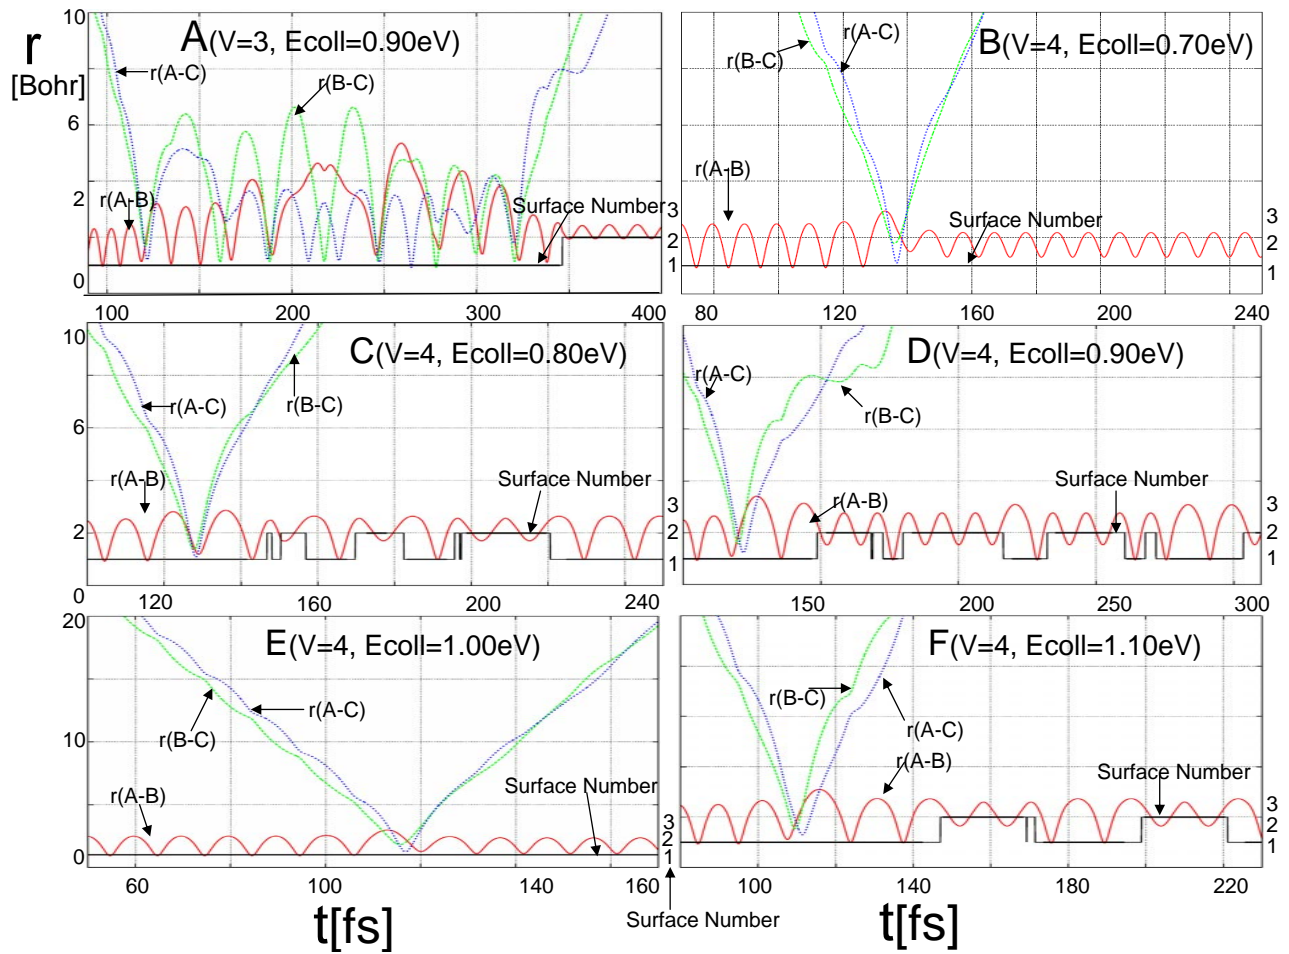 r
[Bohr]
10
6
2
0
A(V=3, Ecoll=0.90eV)
r(A-C)
r(B-C)
r(A-B)
Surface Number
3
2
1
100
200
300
400
B(V=4, Ecoll=0.70eV)
r(B-C)
r(A-C)
r(A-B)
Surface Number
3
2
1
80
120
160
200
240
10
6
2
0
C(V=4, Ecoll=0.80eV)
r(A-C)
r(B-C)
r(A-B)
Surface Number
3
2
1
120
160
200
240
D(V=4, Ecoll=0.90eV)
r(A-C)
r(B-C)
r(A-B)
Surface Number
3
2
1
150
200
250
300
20
10
0
E(V=4, Ecoll=1.00eV)
r(A-C)
r(B-C)
r(A-B)
Surface Number
3
2
1
60
100
140
160
t[fs]
Surface Number
F(V=4, Ecoll=1.10eV)
r(B-C)
r(A-C)
r(A-B)
Surface Number
3
2
1
100
140
180
220
t[fs]